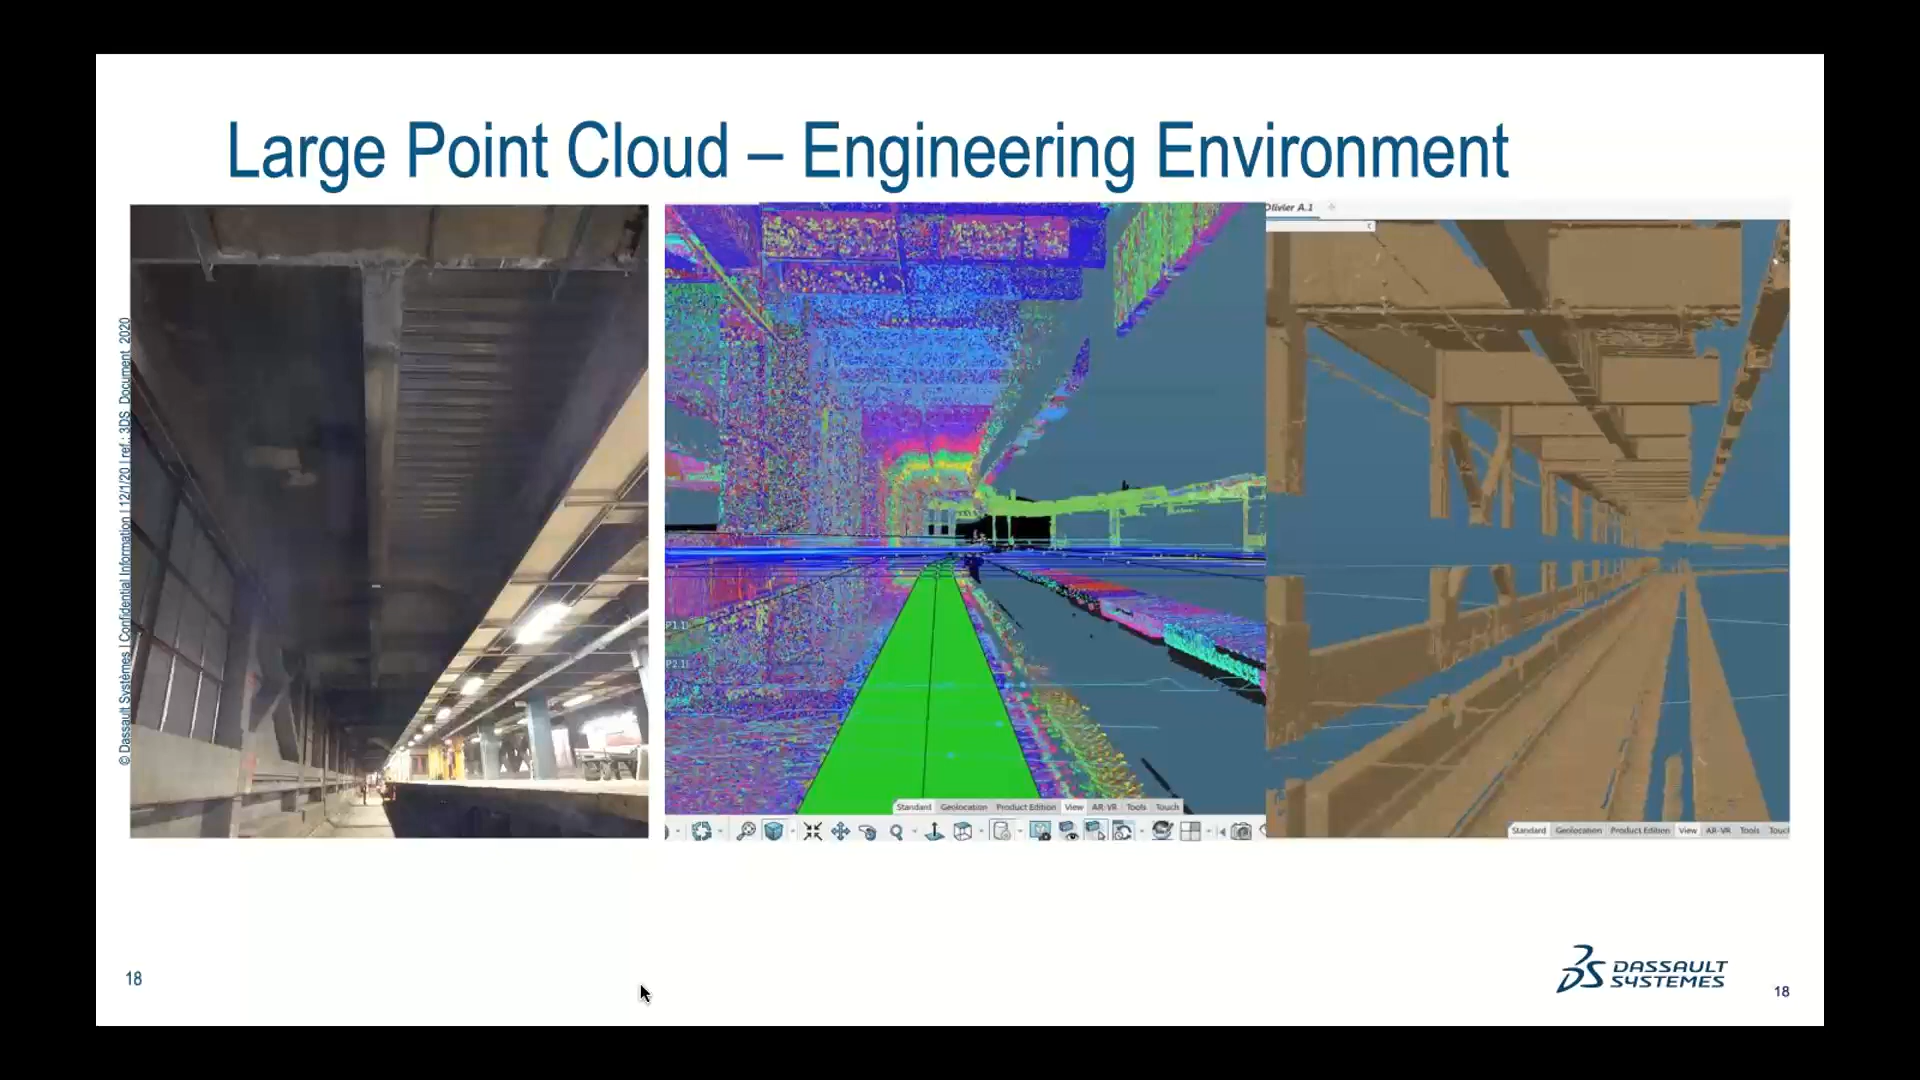 Large Point Cloud – Engineering Environment
© Dassault Systèmes | Confidential Information | 12/1/20 | ref.: 3DS_Document_2020
Olivier A.1
P1.1)
P2.1)
Standard Geolocation Product Edition View AR-VR Tools Touch
Standard Geolocation Product Edition View AR-VR Tools Touch
18
DASSAULT
SYSTEMES
18